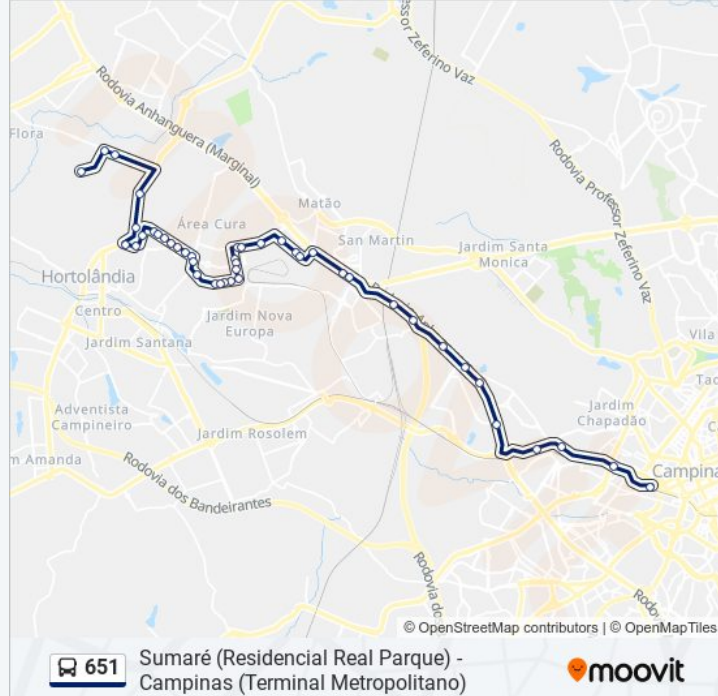 Professor Zeferino Vaz
Rodovia Anhanguera (Marginal)
Flora
Rodovia Professor Zeferino Vaz
Matão
Área Cura
San Martin
Jardim Santa
Monica
Hortolândia
Centro
Jardim Nova
Europa
Jardim Santana
Vila
Adventista
Campineiro
Jardim
Chapadão
Jardim Rosolem
m Amanda
Campina
Rodovia dos Bandeirantes
© OpenStreetMap contributors | © OpenMapTiles
651
Sumaré (Residencial Real Parque) -
Campinas (Terminal Metropolitano)
moovit